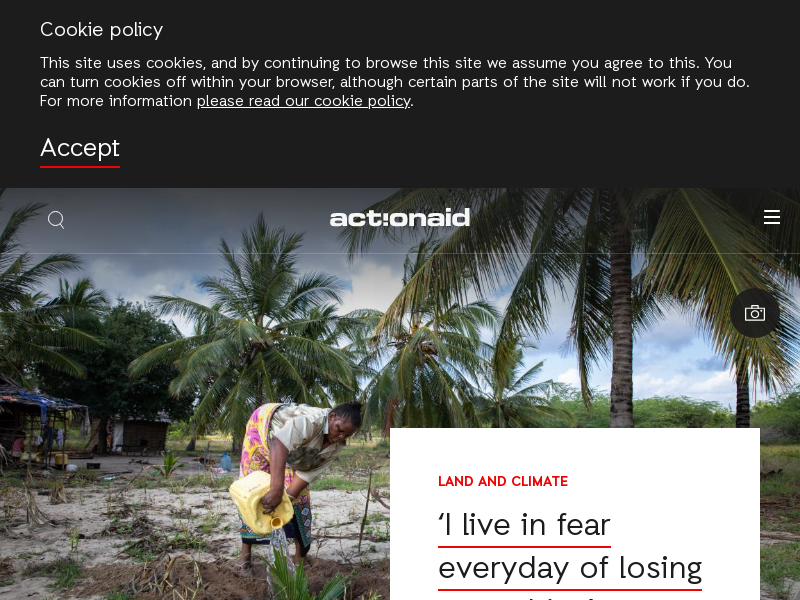 Cookie policy
This site uses cookies, and by continuing to browse this site we assume you agree to this. You
can turn cookies off within your browser, although certain parts of the site will not work if you do.
For more information please read our cookie policy.
Accept
act!onaid
LAND AND CLIMATE
‘I live in fear
everyday of losing